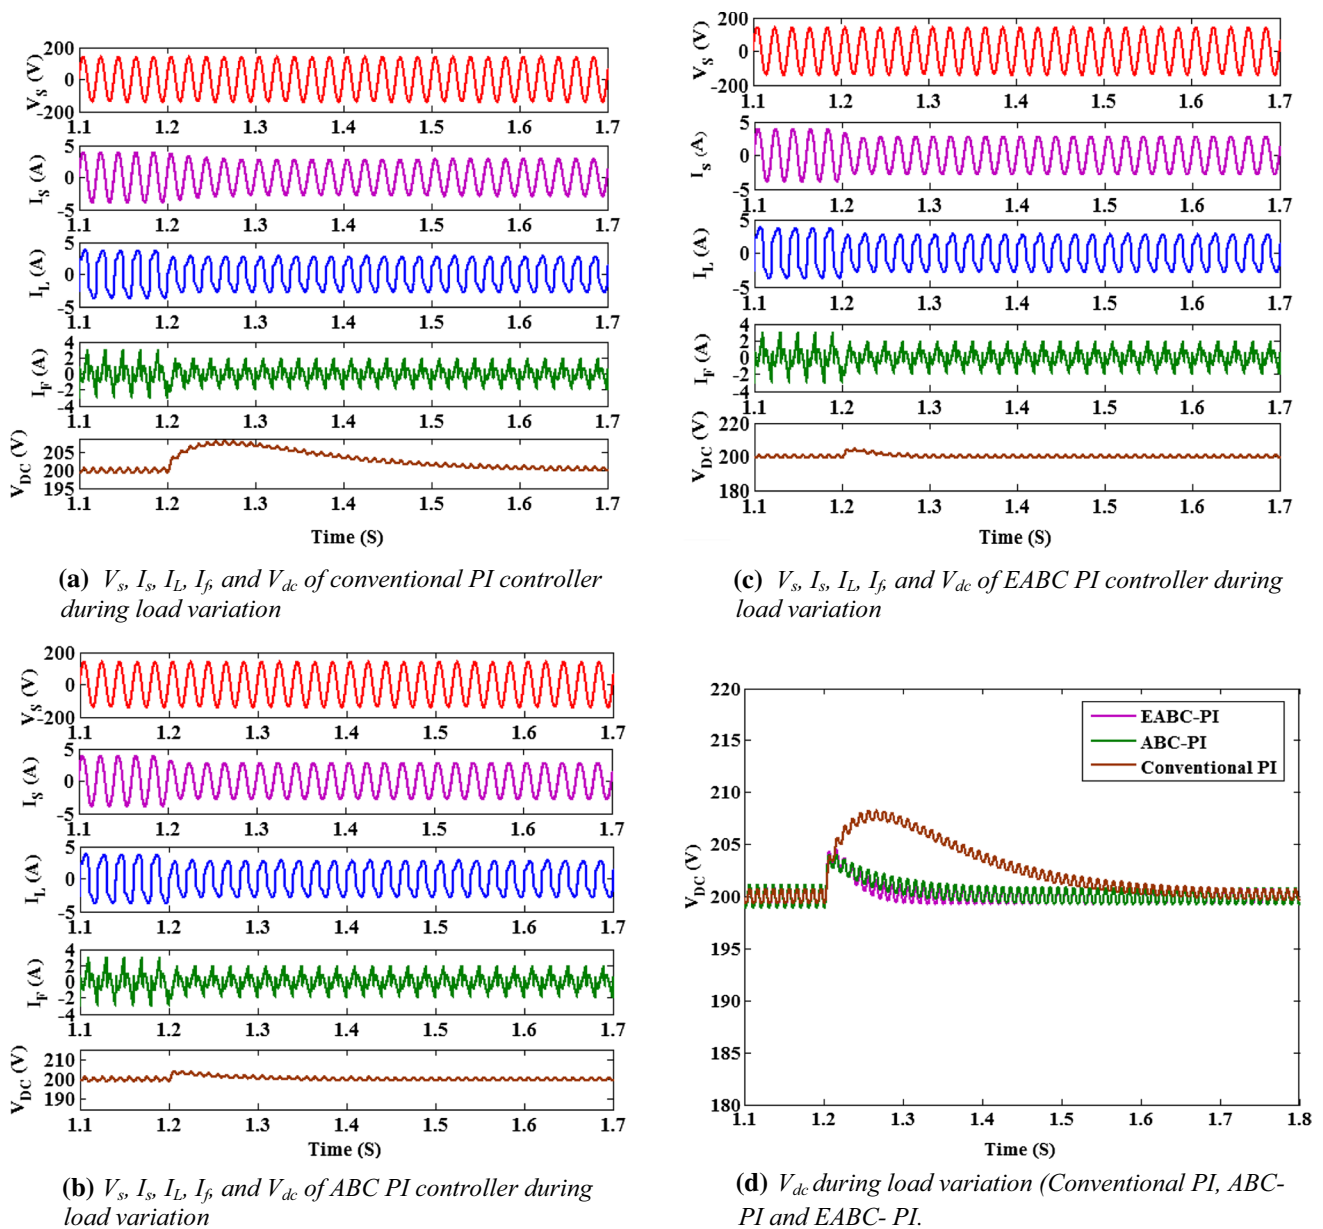 200
0
-200
V_S (V)
1.1 1.2 1.3 1.4 1.5 1.6 1.7
5
0
-5
I_S (A)
1.1 1.2 1.3 1.4 1.5 1.6 1.7
5
0
-5
I_L (A)
1.1 1.2 1.3 1.4 1.5 1.6 1.7
4
2
0
-2
-4
I_F (A)
1.1 1.2 1.3 1.4 1.5 1.6 1.7
205
200
195
V_DC (V)
1.1 1.2 1.3 1.4 1.5 1.6 1.7
Time (S)
(a) V_s, I_s, I_L, I_f, and V_dc of conventional PI controller
during load variation
200
0
-200
V_S (V)
1.1 1.2 1.3 1.4 1.5 1.6 1.7
5
0
-5
I_S (A)
1.1 1.2 1.3 1.4 1.5 1.6 1.7
5
0
-5
I_L (A)
1.1 1.2 1.3 1.4 1.5 1.6 1.7
4
2
0
-2
-4
I_F (A)
1.1 1.2 1.3 1.4 1.5 1.6 1.7
210
200
190
V_DC (V)
1.1 1.2 1.3 1.4 1.5 1.6 1.7
Time (S)
(b) V_s, I_s, I_L, I_f, and V_dc of ABC PI controller during
load variation
200
0
-200
V_S (V)
1.1 1.2 1.3 1.4 1.5 1.6 1.7
5
0
-5
I_S (A)
1.1 1.2 1.3 1.4 1.5 1.6 1.7
5
0
-5
I_L (A)
1.1 1.2 1.3 1.4 1.5 1.6 1.7
4
2
0
-2
-4
I_F (A)
1.1 1.2 1.3 1.4 1.5 1.6 1.7
220
200
180
V_DC (V)
1.1 1.2 1.3 1.4 1.5 1.6 1.7
Time (S)
(c) V_s, I_s, I_L, I_f, and V_dc of EABC PI controller during
load variation
220
215
210
205
200
195
190
185
180
V_DC (V)
EABC-PI
ABC-PI
Conventional PI
1.1 1.2 1.3 1.4 1.5 1.6 1.7 1.8
Time (S)
(d) V_dc during load variation (Conventional PI, ABC-
PI and EABC- PI.